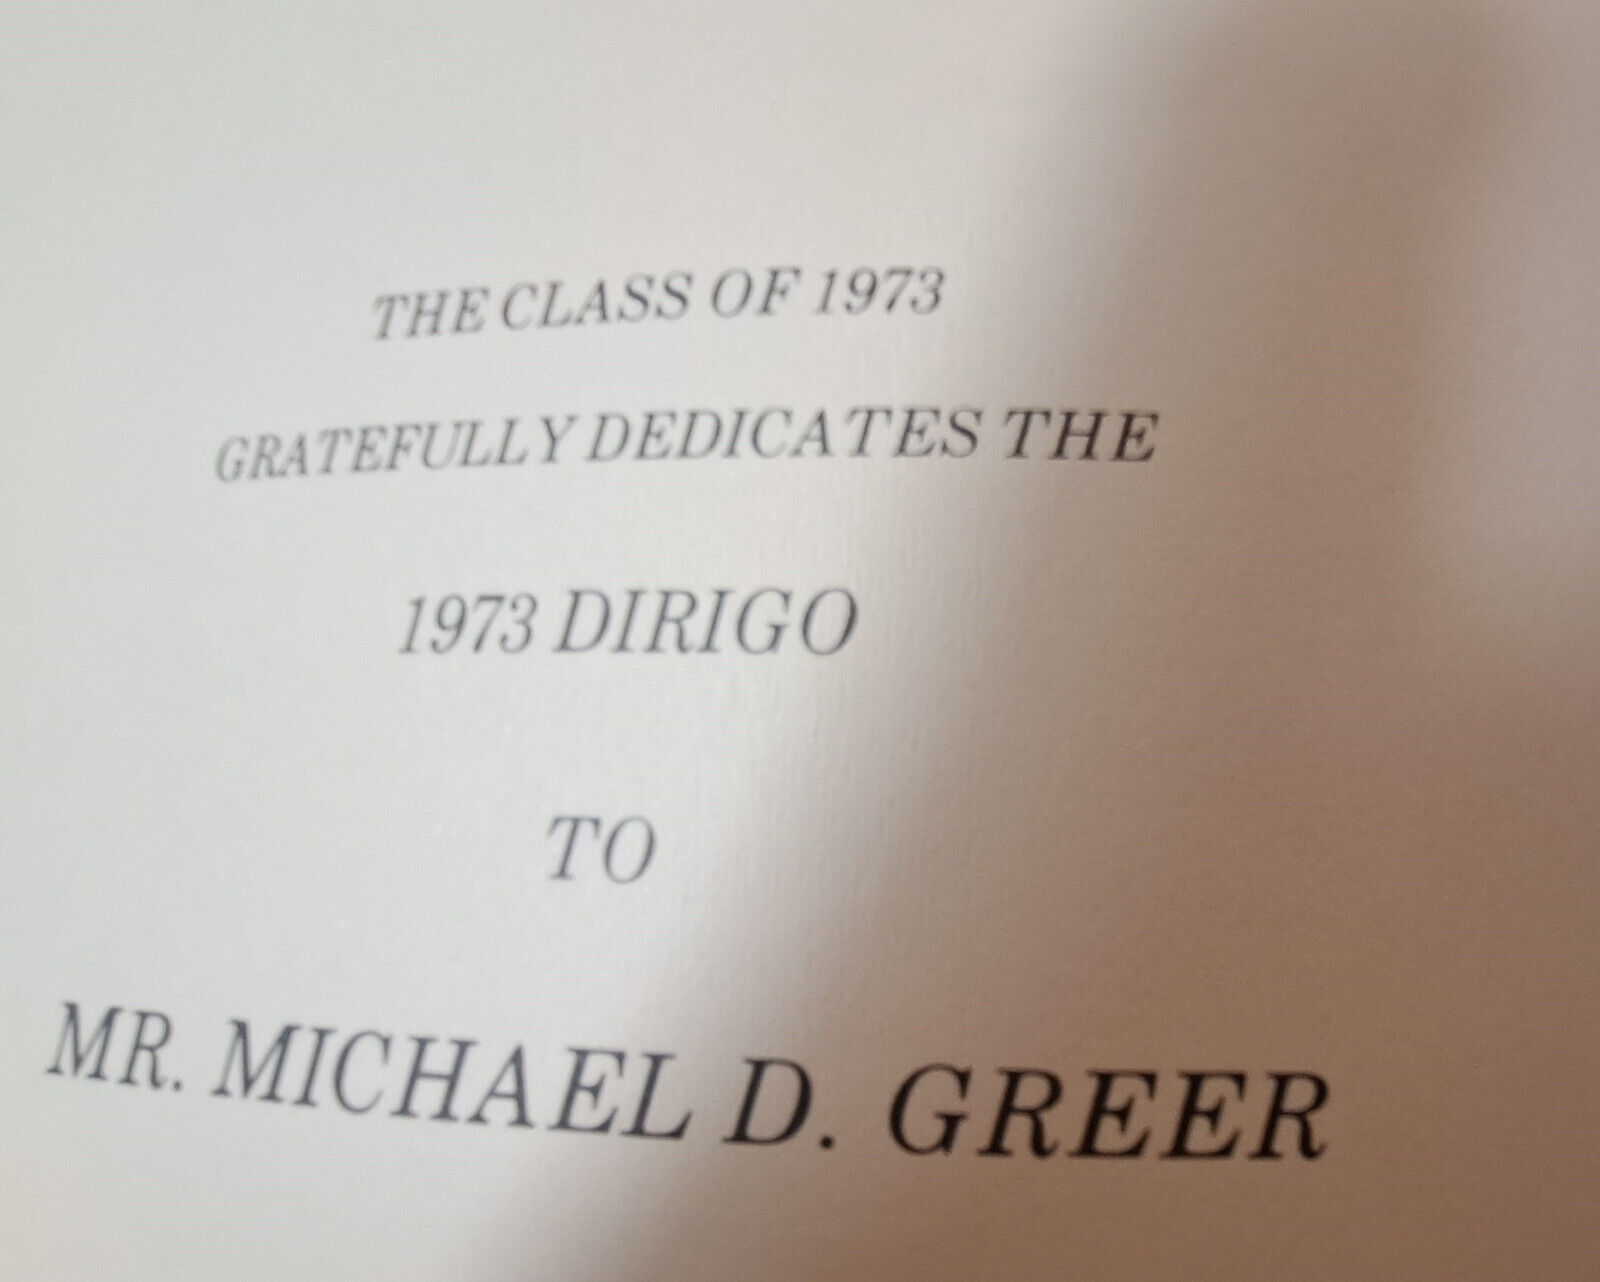 THE CLASS OF 1973
GRATEFULLY DEDICATES THE
1973 DIRIGO
TO
MR. MICHAEL D. GREER